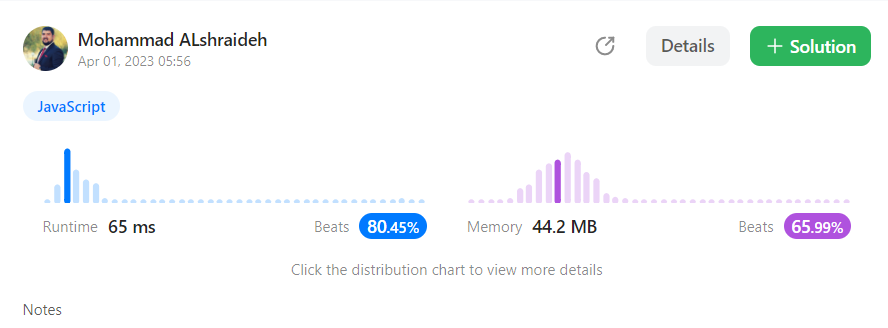 Mohammad ALshraideh
Apr 01, 2023 05:56
Details
+ Solution
JavaScript
Runtime 65 ms Beats 80.45%
Memory 44.2 MB Beats 65.99%
Click the distribution chart to view more details
Notes